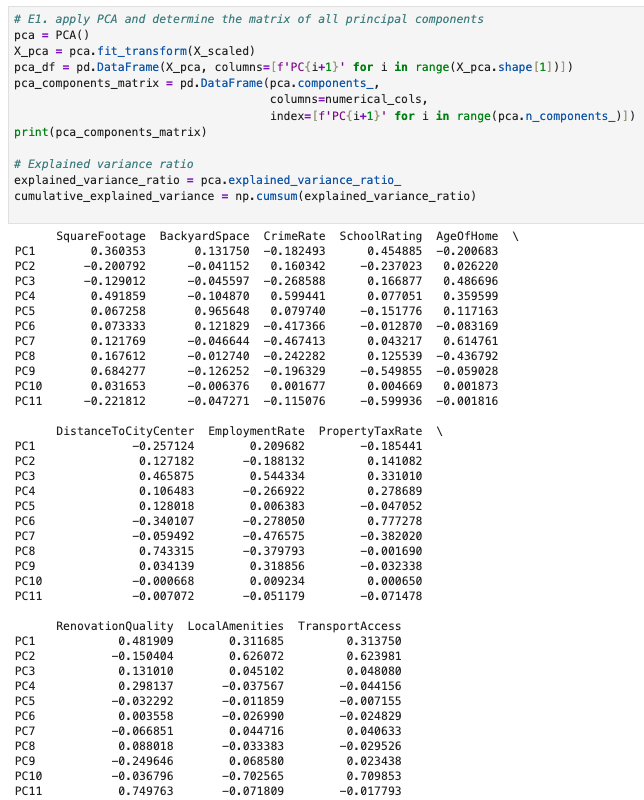 # E1. apply PCA and determine the matrix of all principal components
pca = PCA()
X_pca = pca.fit_transform(X_scaled)
pca_df = pd.DataFrame(X_pca, columns=[f'PC{i+1}' for i in range(X_pca.shape[1])])
pca_components_matrix = pd.DataFrame(pca.components_,
                                     columns=numerical_cols,
                                     index=[f'PC{i+1}' for i in range(pca.n_components_)])
print(pca_components_matrix)

# Explained variance ratio
explained_variance_ratio = pca.explained_variance_ratio_
cumulative_explained_variance = np.cumsum(explained_variance_ratio)

      SquareFootage  BackyardSpace  CrimeRate  SchoolRating  AgeOfHome  \
PC1        0.360353       0.131750  -0.182493      0.454885  -0.200683
PC2       -0.200792      -0.041152   0.160342     -0.237023   0.026220
PC3       -0.129012      -0.045597  -0.268588      0.166877   0.486696
PC4        0.491859      -0.104870   0.599441      0.077051   0.359599
PC5        0.067258       0.965648   0.079740     -0.151776   0.117163
PC6        0.073333       0.121829  -0.417366     -0.012870  -0.083169
PC7        0.121769      -0.046644  -0.467413      0.043217   0.614761
PC8        0.167612      -0.012740  -0.242282      0.125539  -0.436792
PC9        0.684277      -0.126252  -0.196329     -0.549855  -0.059028
PC10       0.031653      -0.006376   0.001677      0.004669   0.001873
PC11      -0.221812      -0.047271  -0.115076     -0.599936  -0.001816

      DistanceToCityCenter  EmploymentRate  PropertyTaxRate  \
PC1              -0.257124        0.209682        -0.185441
PC2               0.127182       -0.188132         0.141082
PC3               0.465875        0.544334         0.331010
PC4               0.106483       -0.266922         0.278689
PC5               0.128018        0.006383        -0.047052
PC6              -0.340107       -0.278050         0.777278
PC7              -0.059492       -0.476575        -0.382020
PC8               0.743315       -0.379793        -0.001690
PC9               0.034139        0.318856        -0.032338
PC10             -0.000668        0.009234         0.000650
PC11             -0.007072       -0.051179        -0.071478

      RenovationQuality  LocalAmenities  TransportAccess
PC1            0.481909        0.311685         0.313750
PC2           -0.150404        0.626072         0.623981
PC3            0.131010        0.045102         0.048080
PC4            0.298137       -0.037567        -0.044156
PC5           -0.032292       -0.011859        -0.007155
PC6            0.003558       -0.026990        -0.024829
PC7           -0.066851        0.044716         0.040633
PC8            0.088018       -0.033383        -0.029526
PC9           -0.249646        0.068580         0.023438
PC10          -0.036796       -0.702565         0.709853
PC11           0.749763       -0.071809        -0.017793